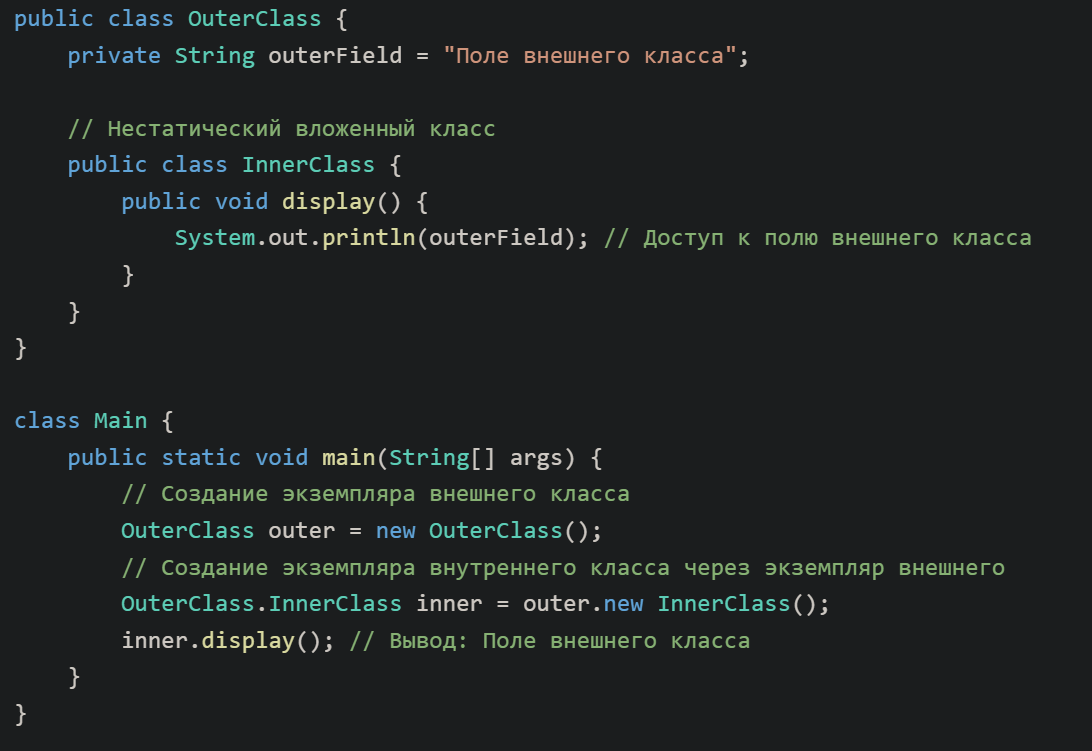 public class OuterClass {
    private String outerField = "Поле внешнего класса";

    // Нестатический вложенный класс
    public class InnerClass {
        public void display() {
            System.out.println(outerField); // Доступ к полю внешнего класса
        }
    }
}

class Main {
    public static void main(String[] args) {
        // Создание экземпляра внешнего класса
        OuterClass outer = new OuterClass();
        // Создание экземпляра внутреннего класса через экземпляр внешнего
        OuterClass.InnerClass inner = outer.new InnerClass();
        inner.display(); // Вывод: Поле внешнего класса
    }
}